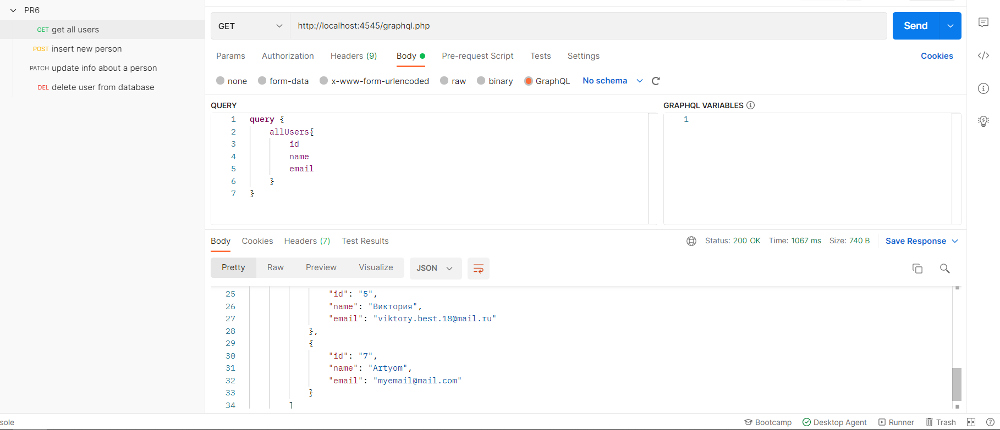 PR6
GET get all users
POST insert new person
PATCH update info about a person
DEL delete user from database
GET http://localhost:4545/graphql.php Send
Params Authorization Headers (9) Body Pre-request Script Tests Settings Cookies
none form-data x-www-form-urlencoded raw binary GraphQL No schema
QUERY
1 query {
2 allUsers{
3 id
4 name
5 email
6 }
7 }
GRAPHQL VARIABLES
1
Body Cookies Headers (7) Test Results Status: 200 OK Time: 1067 ms Size: 740 B Save Response
Pretty Raw Preview Visualize JSON
25 "id": "5",
26 "name": "Виктория",
27 "email": "viktory.best.18@mail.ru"
28 },
29 {
30 "id": "7",
31 "name": "Artyom",
32 "email": "myemail@mail.com"
33 }
34 ]
sole Bootcamp Desktop Agent Runner Trash